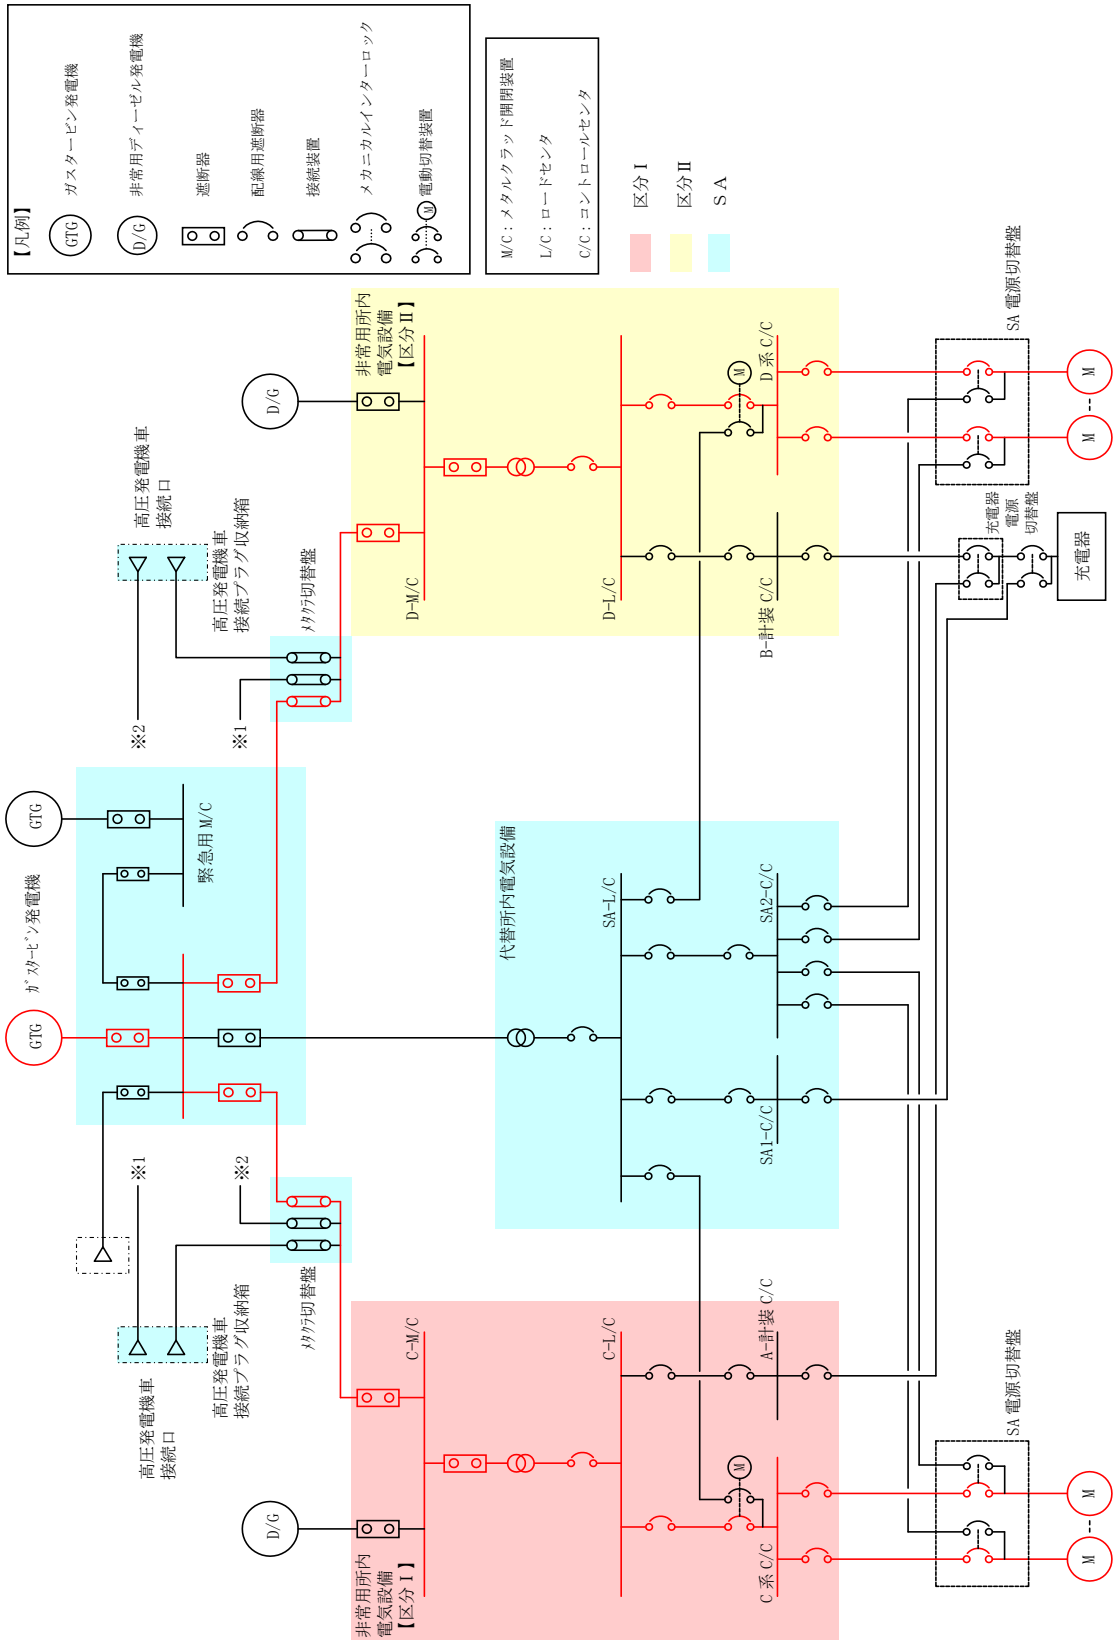 【凡例】
GTG
ガスタービン発電機
D/G
非常用ディーゼル発電機
遮断器
配線用遮断器
接続装置
メカニカルインターロック
M
電動切替装置
M/C：メタルクラッド開閉装置
L/C：ロードセンタ
C/C：コントロールセンタ
区分Ⅰ
区分Ⅱ
ＳＡ
GTG
ｶﾞｽﾀｰﾋﾞﾝ発電機
GTG
緊急用 M/C
※1
※2
高圧発電機車
接続口
高圧発電機車
接続プラグ収納箱
ﾒﾀｸﾗ切替盤
※2
※1
高圧発電機車
接続口
高圧発電機車
接続プラグ収納箱
ﾒﾀｸﾗ切替盤
D/G
非常用所内
電気設備
【区分Ⅰ】
C-M/C
C-L/C
M
C 系 C/C
A-計装 C/C
代替所内電気設備
SA-L/C
SA1-C/C
SA2-C/C
D/G
非常用所内
電気設備
【区分Ⅱ】
D-M/C
D-L/C
M
D 系 C/C
B-計装 C/C
SA 電源切替盤
M
M
充電器
電源
切替盤
充電器
SA 電源切替盤
M
M